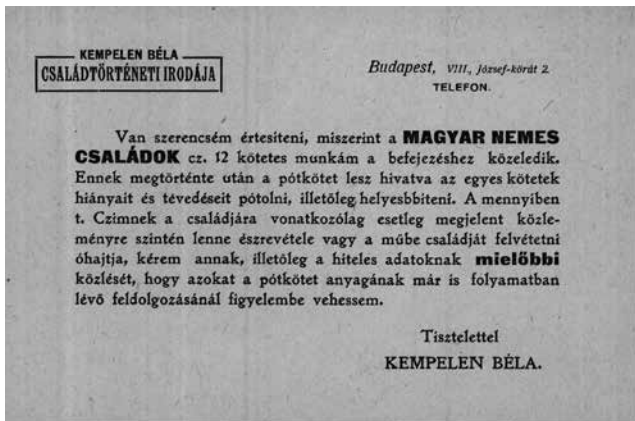 KEMPELEN BÉLA
CSALÁDTÖRTÉNETI IRODÁJA
Budapest, VIII., József-körút 2.
TELEFON.
Van szerencsém értesíteni, miszerint a MAGYAR NEMES
CSALÁDOK cz. 12 kötetes munkám a befejezéshez közeledik.
Ennek megtörténte után a pótkötet lesz hivatva az egyes kötetek
hiányait és tévedéseit pótolni, illetőleg helyesbbiteni. A mennyiben
t. Czimnek a családjára vonatkozólag esetleg megjelent közle-
ményre szintén lenne észrevétele vagy a műbe családját felvétetni
óhajtja, kérem annak, illetőleg a hiteles adatoknak mielőbbi
közlését, hogy azokat a pótkötet anyagának már is folyamatban
lévő feldolgozásánál figyelembe vehessem.
Tisztelettel
KEMPELEN BÉLA.